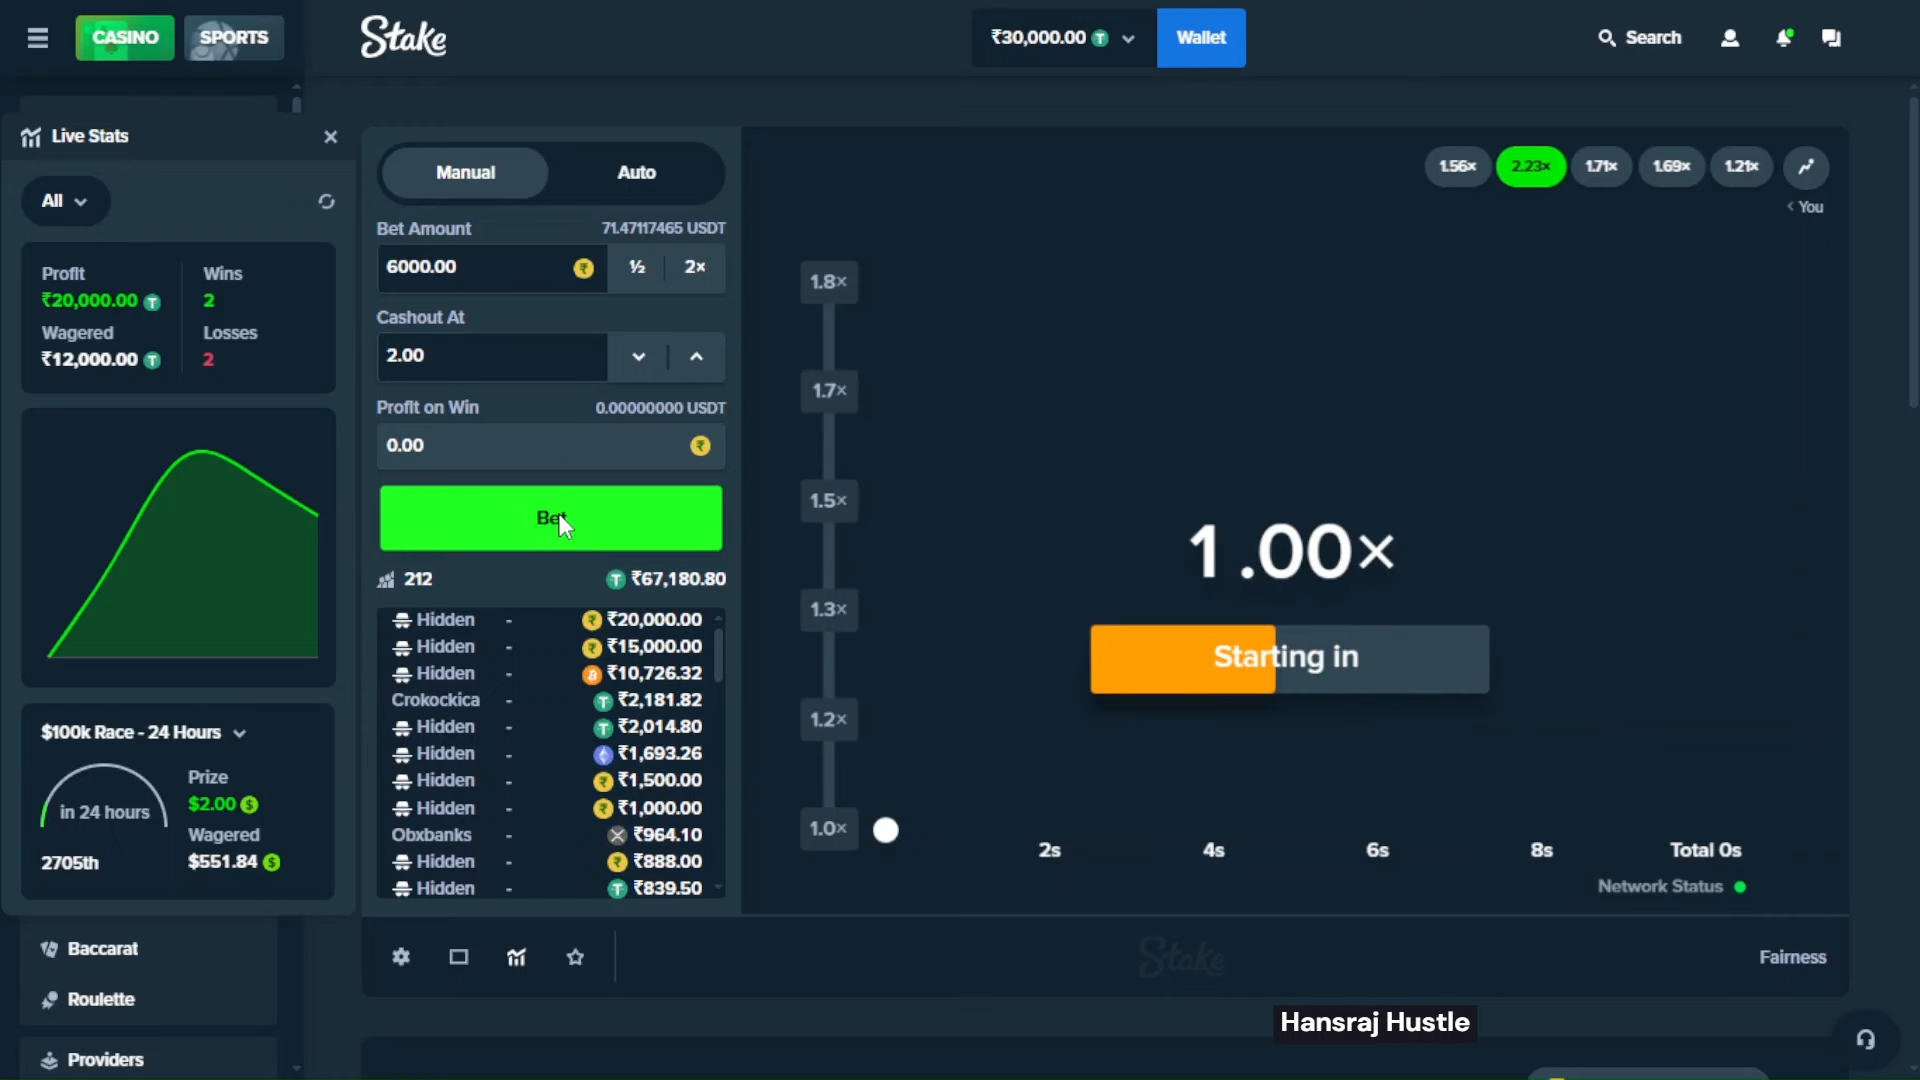 CASINO
SPORTS
Stake
₹30,000.00
Wallet
Search
Live Stats
All
Profit
₹20,000.00
Wins
2
Wagered
₹12,000.00
Losses
2
$100k Race - 24 Hours
in 24 hours
2705th
Prize
$2.00
Wagered
$551.84
Baccarat
Roulette
Providers
Manual
Auto
Bet Amount
71.47117465 USDT
6000.00
½
2×
Cashout At
2.00
Profit on Win
0.00000000 USDT
0.00
Bet
212
₹67,180.80
Hidden - ₹20,000.00
Hidden - ₹15,000.00
Hidden - ₹10,726.32
Crokockica - ₹2,181.82
Hidden - ₹2,014.80
Hidden - ₹1,693.26
Hidden - ₹1,500.00
Hidden - ₹1,000.00
Obxbanks - ₹964.10
Hidden - ₹888.00
Hidden - ₹839.50
1.56×
2.23×
1.71×
1.69×
1.21×
< You
1.8×
1.7×
1.5×
1.3×
1.2×
1.0×
1.00×
Starting in
2s
4s
6s
8s
Total 0s
Network Status
Stake
Fairness
Hansraj Hustle